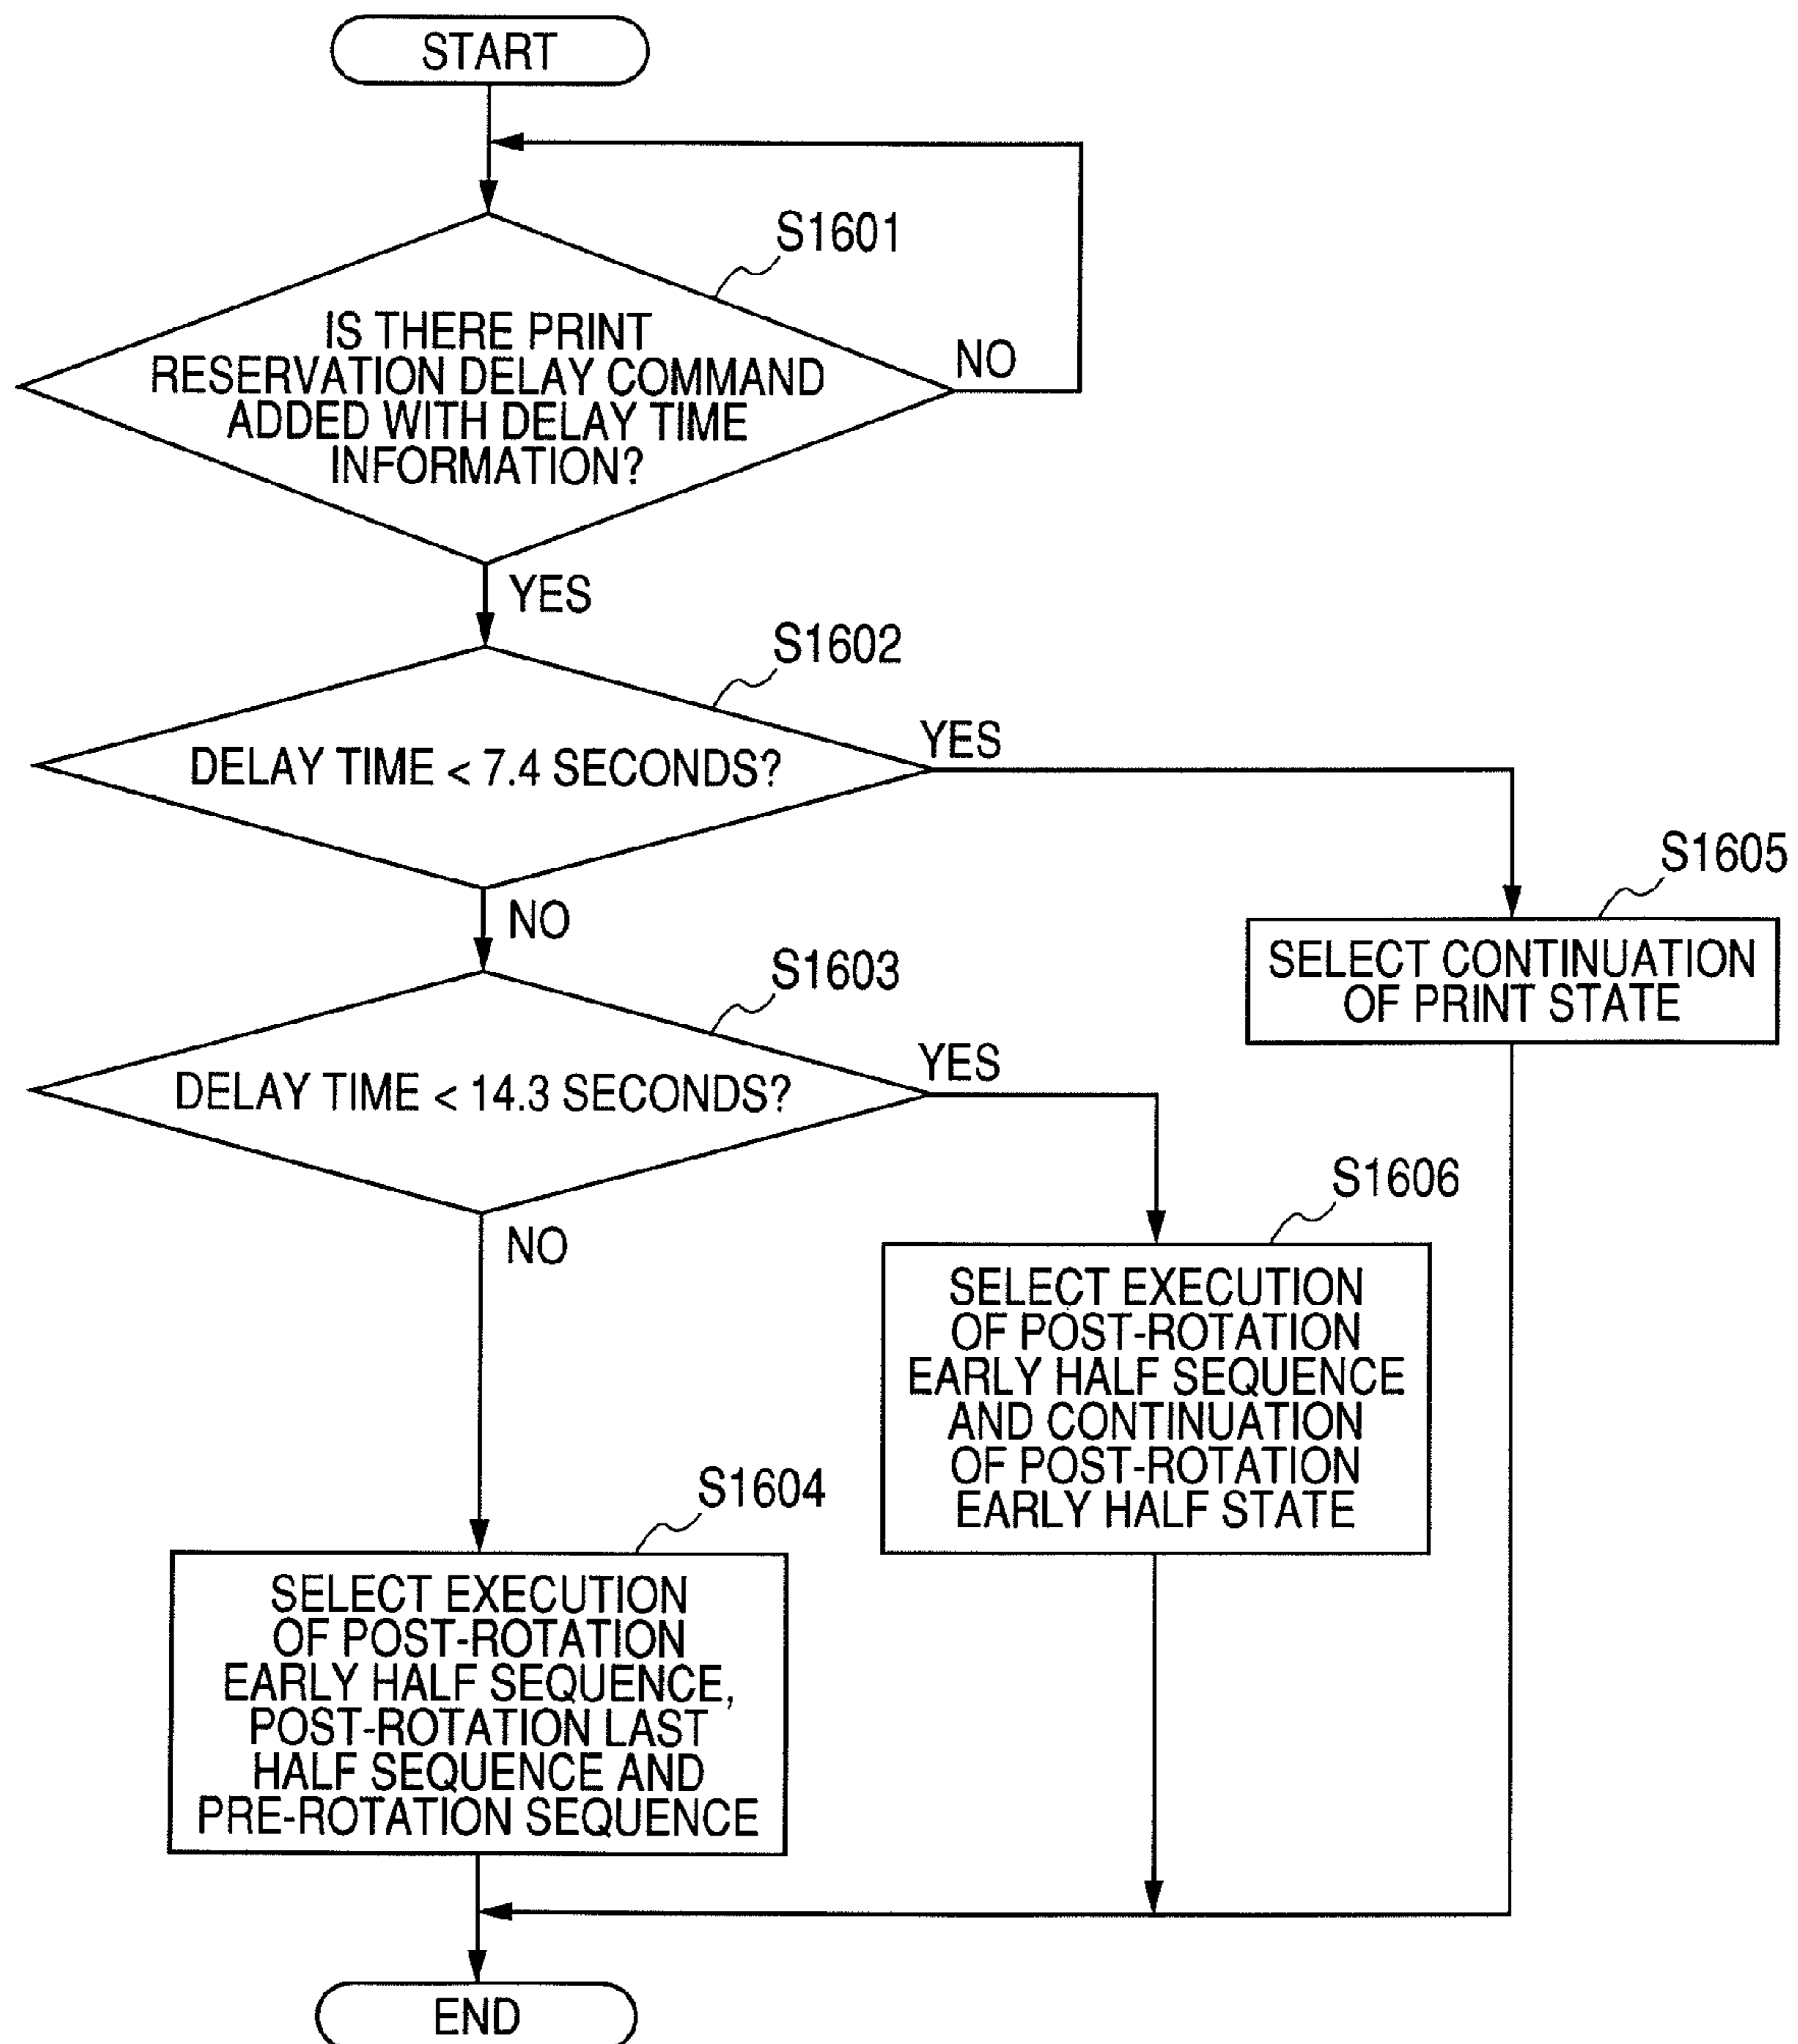 START
S1601
IS THERE PRINT
RESERVATION DELAY COMMAND
ADDED WITH DELAY TIME
INFORMATION?
NO
YES
S1602
DELAY TIME < 7.4 SECONDS?
YES
NO
S1605
SELECT CONTINUATION
OF PRINT STATE
S1603
DELAY TIME < 14.3 SECONDS?
YES
NO
S1606
SELECT EXECUTION
OF POST-ROTATION
EARLY HALF SEQUENCE
AND CONTINUATION
OF POST-ROTATION
EARLY HALF STATE
S1604
SELECT EXECUTION
OF POST-ROTATION
EARLY HALF SEQUENCE,
POST-ROTATION LAST
HALF SEQUENCE AND
PRE-ROTATION SEQUENCE
END